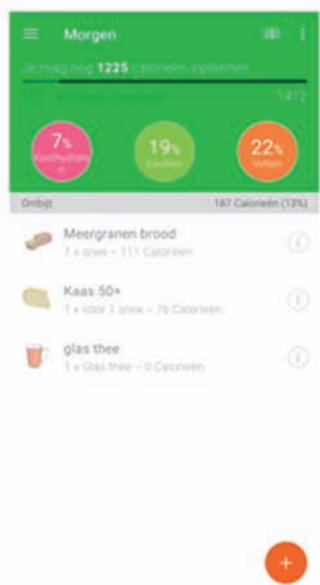 Morgen
Je mag nog 1225 calorieën inplannen
1412
7%
Koolhydraten
19%
Eiwitten
22%
Vetten
Ontbijt
187 Calorieën (13%)
Meergranen brood
1 x snee – 111 Calorieën
Kaas 50+
1 x voor 1 snee – 76 Calorieën
glas thee
1 x Glas thee – 0 Calorieën